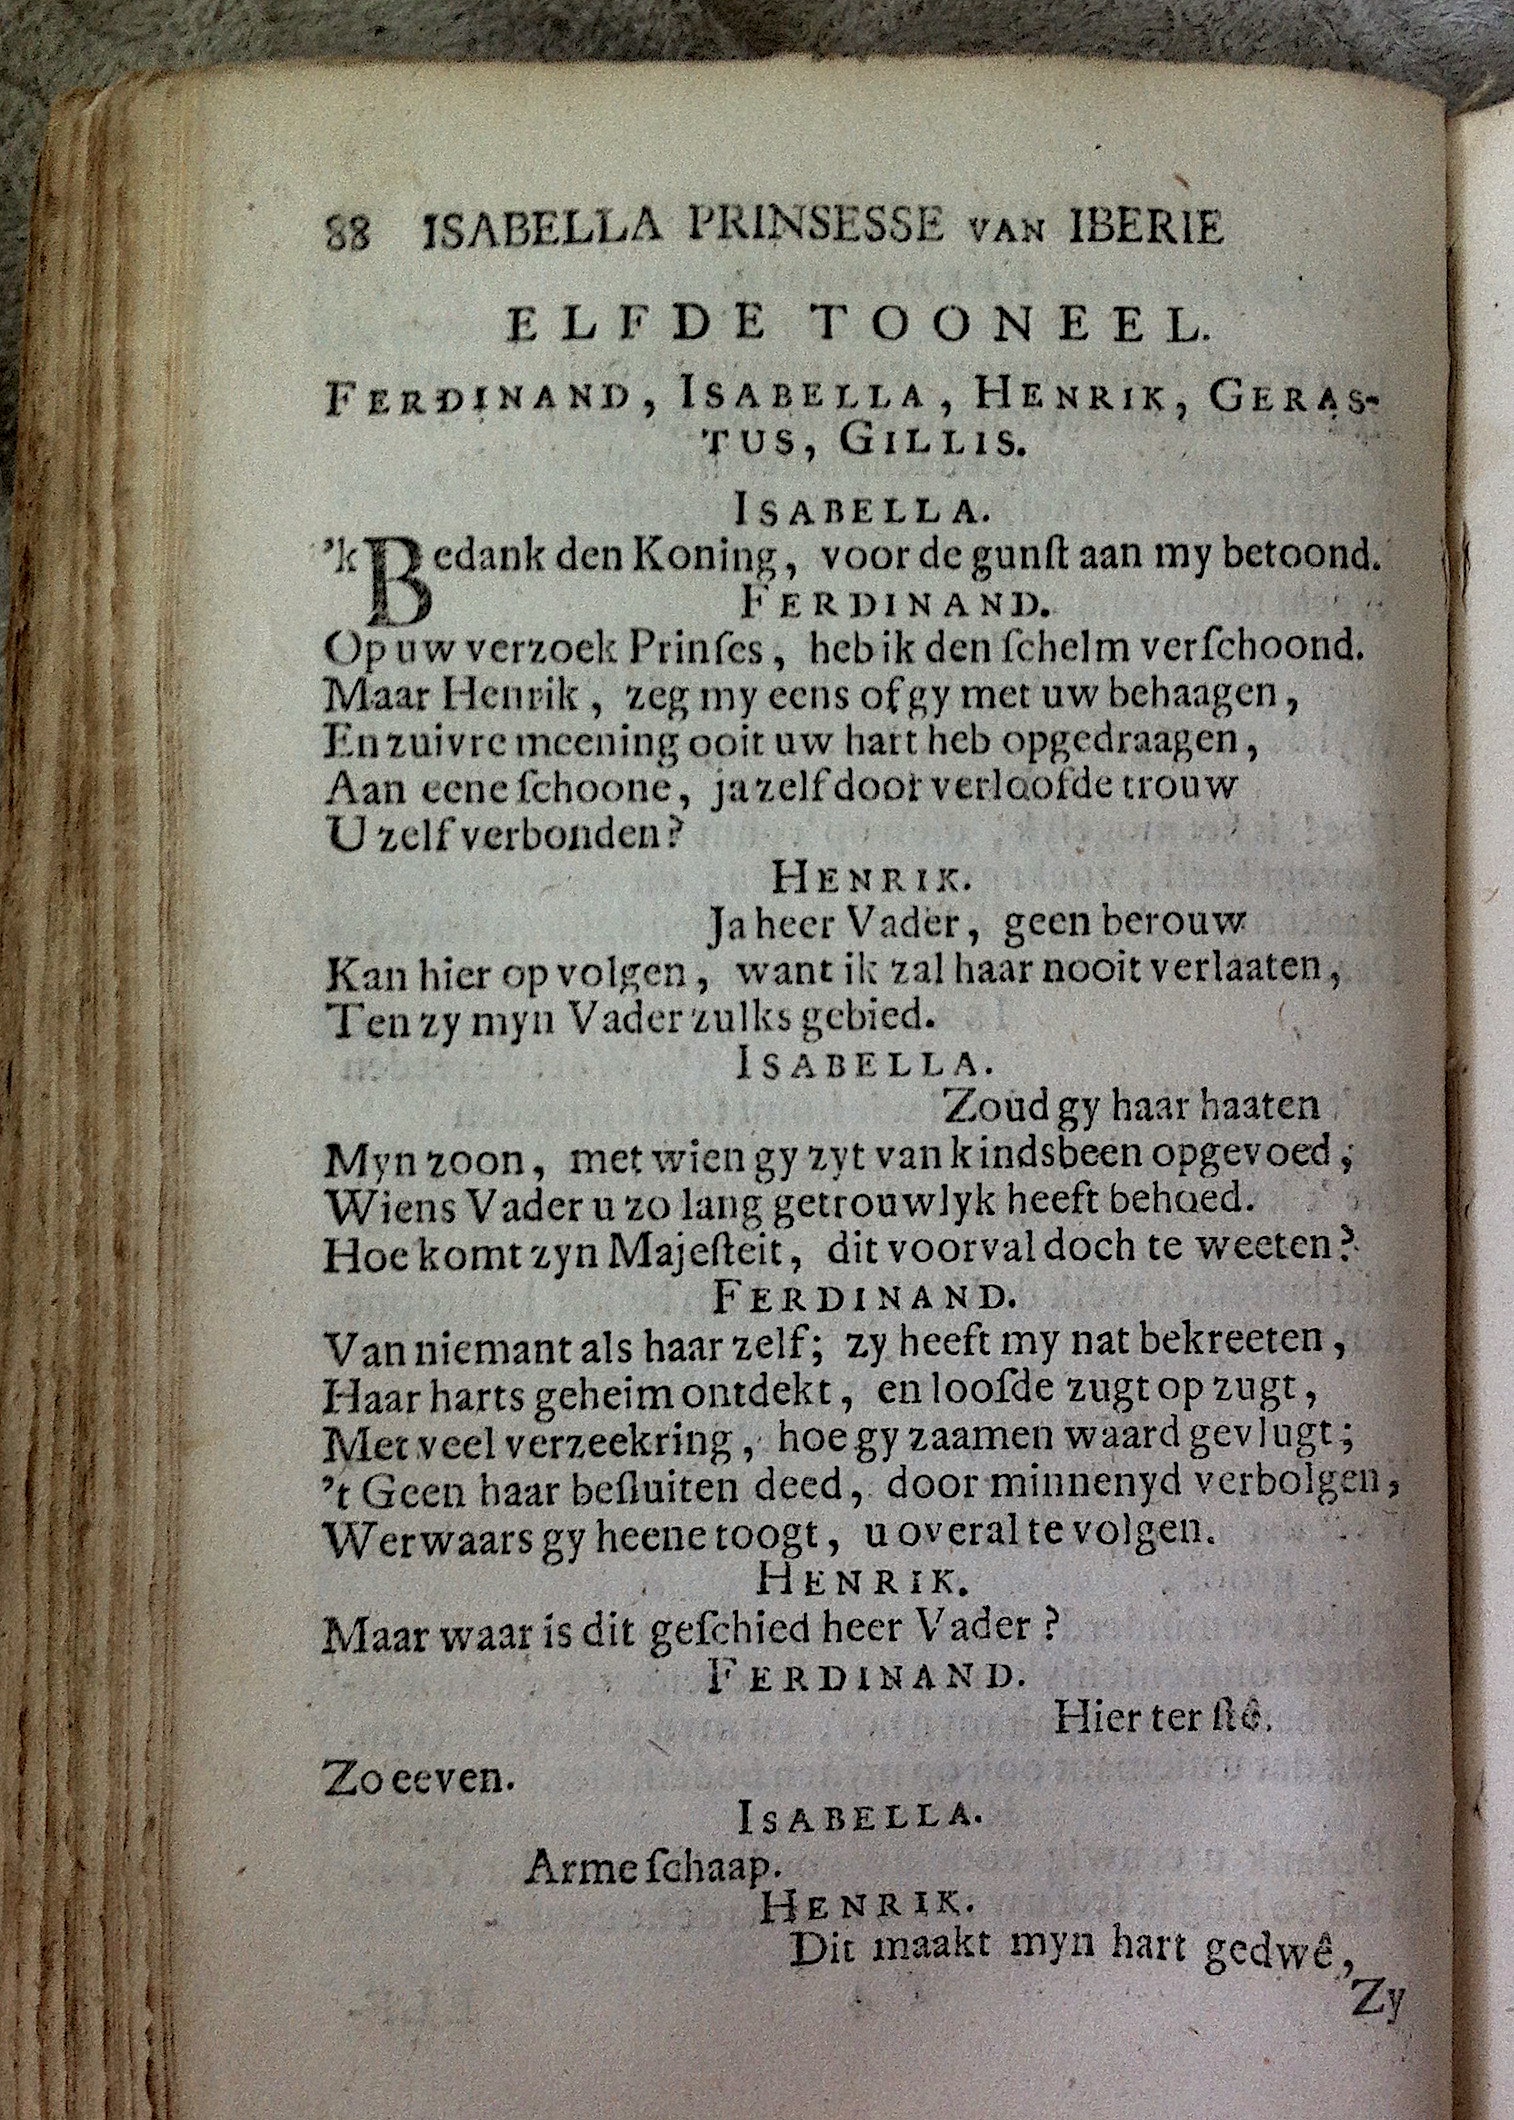 88 ISABELLA PRINSESSE VAN IBERIE
ELFDE TOONEEL.
FERDINAND, ISABELLA, HENRIK, GERAS-
TUS, GILLIS.
ISABELLA.
'k Bedank den Koning, voor de gunſt aan my betoond.
FERDINAND.
Op uw verzoek Prinſes, heb ik den ſchelm verſchoond.
Maar Henrik, zeg my eens of gy met uw behaagen,
En zuivre meening ooit uw hart heb opgedraagen,
Aan eene ſchoone, ja zelf door verloofde trouw
U zelf verbonden?
HENRIK.
Ja heer Vader, geen berouw
Kan hier op volgen, want ik zal haar nooit verlaaten,
Ten zy myn Vader zulks gebied.
ISABELLA.
Zoud gy haar haaten
Myn zoon, met wien gy zyt van kindsbeen opgevoed;
Wiens Vader u zo lang getrouwlyk heeft behoed.
Hoe komt zyn Majeſteit, dit voorval doch te weeten?
FERDINAND.
Van niemant als haar zelf; zy heeft my nat bekreeten,
Haar harts geheim ontdekt, en looſde zugt op zugt,
Met veel verzeekring, hoe gy zaamen waard gevlugt;
't Geen haar beſluiten deed, door minnenyd verbolgen,
Werwaars gy heene toogt, u overal te volgen.
HENRIK.
Maar waar is dit geſchied heer Vader?
FERDINAND.
Hier ter ſtê.
Zo eeven.
ISABELLA.
Arme ſchaap.
HENRIK.
Dit maakt myn hart gedwê,
Zy